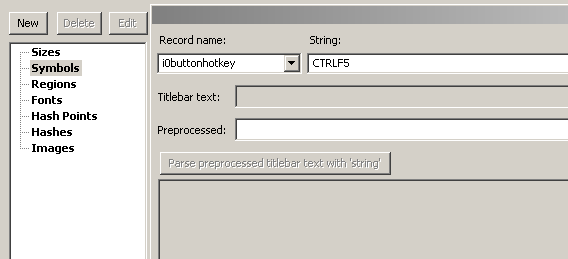 New Delete Edit
Record name: String:
i0buttonhotkey CTRLF5
Titlebar text:
Preprocessed:
Parse preprocessed titlebar text with 'string'
Sizes
Symbols
Regions
Fonts
Hash Points
Hashes
Images